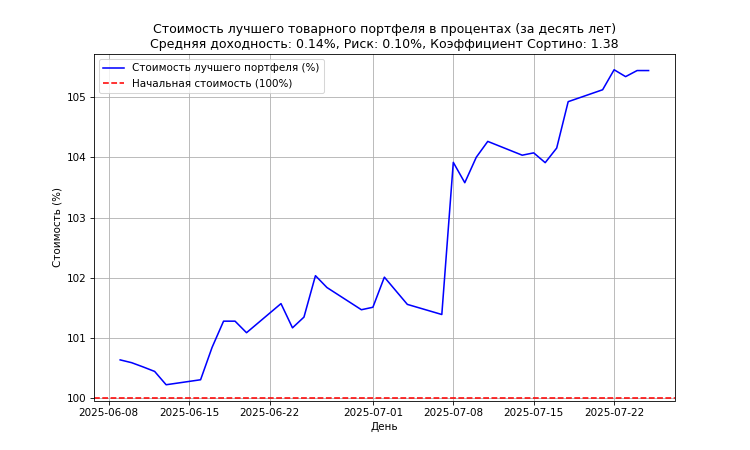 Стоимость лучшего товарного портфеля в процентах (за десять лет)
Средняя доходность: 0.14%, Риск: 0.10%, Коэффициент Сортино: 1.38
Стоимость лучшего портфеля (%)
Начальная стоимость (100%)
Стоимость (%)
105
104
103
102
101
100
2025-06-08
2025-06-15
2025-06-22
2025-07-01
2025-07-08
2025-07-15
2025-07-22
День